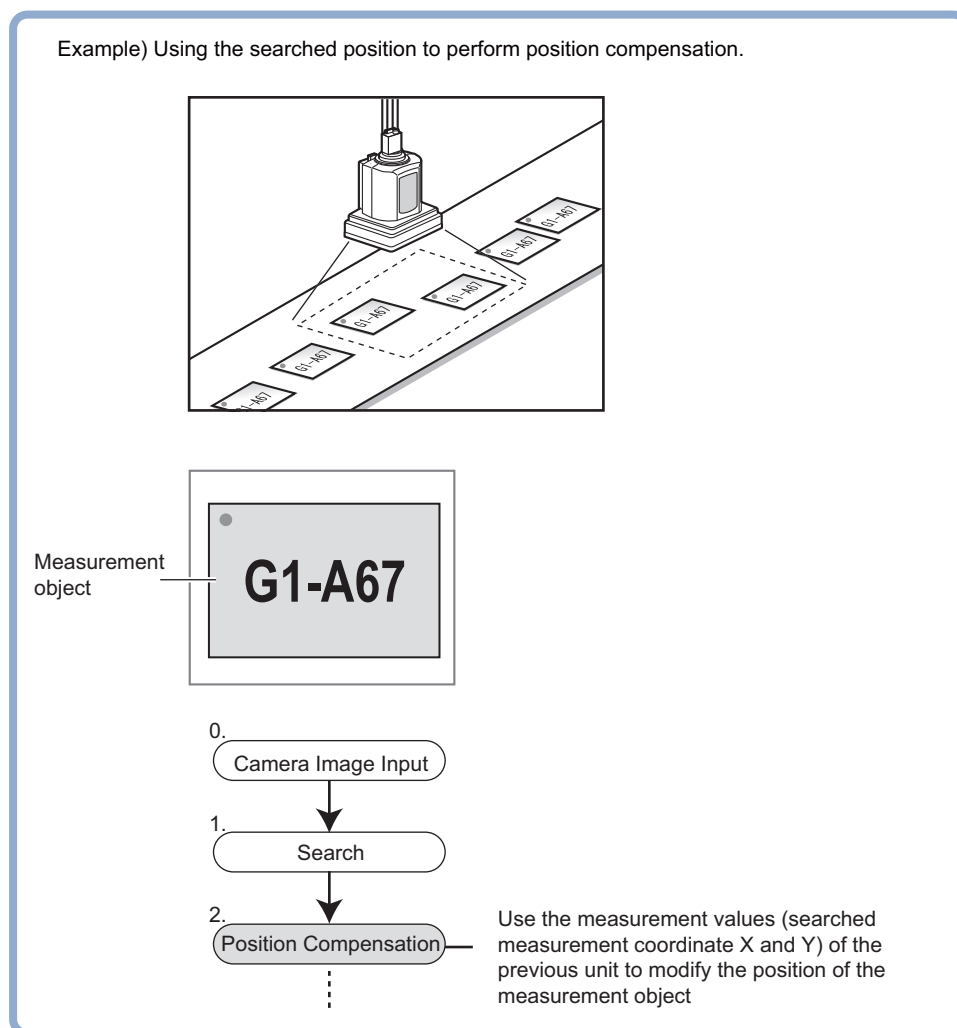 Example) Using the searched position to perform position compensation.
G1-A67
G1-A67
G1-A67
G1-A67
G1-A67
G1-A67
Measurement
object
G1-A67
0.
Camera Image Input
1.
Search
2.
Position Compensation
Use the measurement values (searched
measurement coordinate X and Y) of the
previous unit to modify the position of the
measurement object